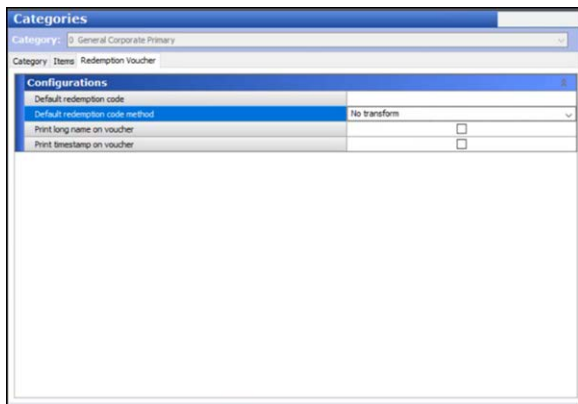 Categories
Category: 0 General Corporate Primary
Category Items Redemption Voucher
Configurations
Default redemption code
Default redemption code method No transform
Print long name on voucher
Print timestamp on voucher